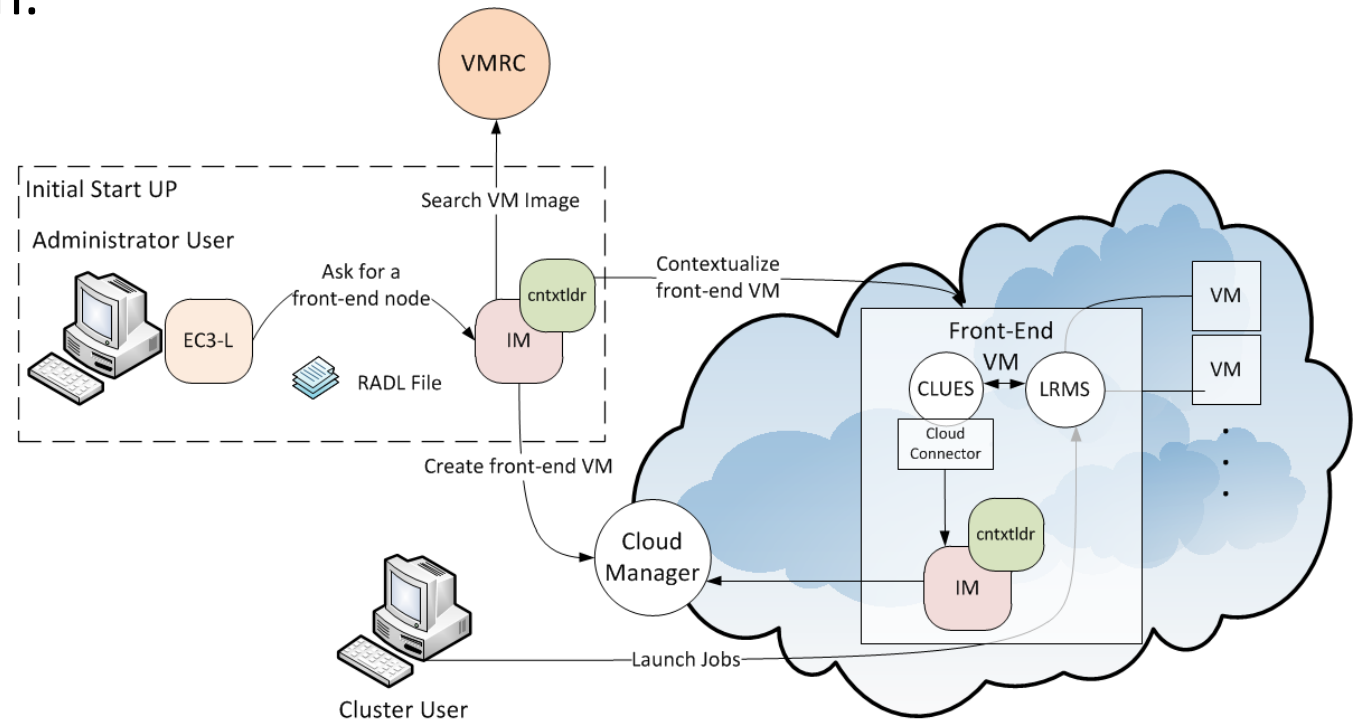 VMRC
Initial Start UP
Search VM Image
Administrator User
Ask for a
front-end node
cntxtldr
Contextualize
front-end VM
EC3-L
IM
RADL File
Front-End
VM
CLUES
LRMS
VM
VM
Cloud
Connector
Create front-end VM
cntxtldr
Cloud
Manager
IM
Launch Jobs
Cluster User